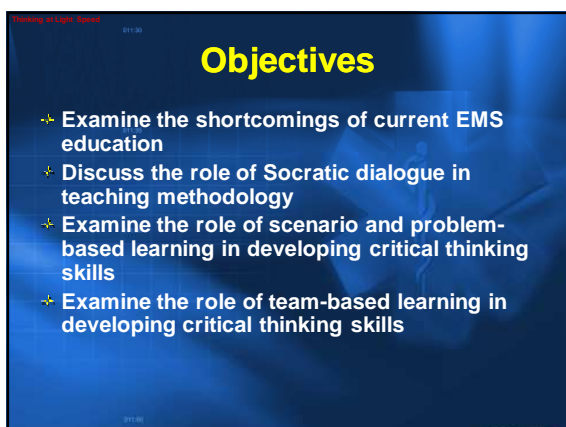 Thinking at Light Speed
011:30
Objectives
Examine the shortcomings of current EMS
education
Discuss the role of Socratic dialogue in
teaching methodology
Examine the role of scenario and problem-
based learning in developing critical thinking
skills
Examine the role of team-based learning in
developing critical thinking skills